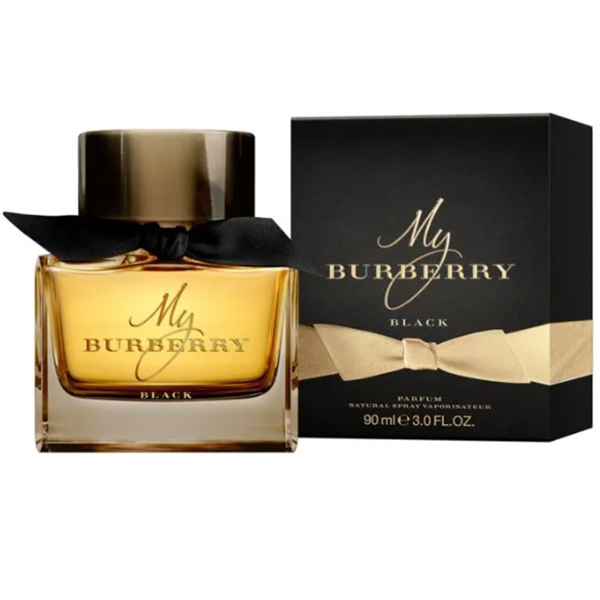 My
BURBERRY
BLACK
My
BURBERRY
BLACK
PARFUM
NATURAL SPRAY VAPORISATEUR
90 ml ℮ 3.0 FL.OZ.